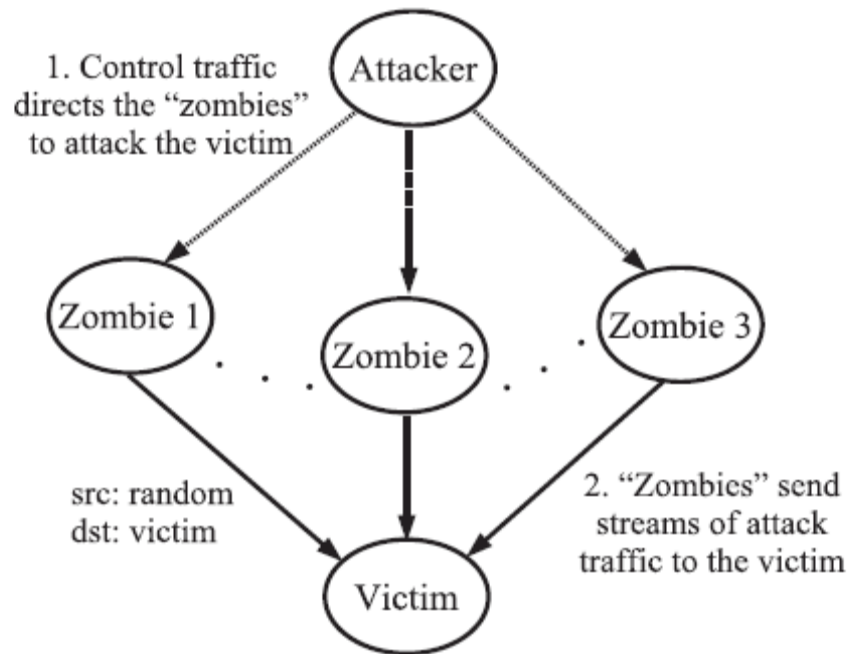 Attacker
1. Control traffic
directs the “zombies”
to attack the victim
Zombie 1
Zombie 2
Zombie 3
src: random
dst: victim
2. “Zombies” send
streams of attack
traffic to the victim
Victim